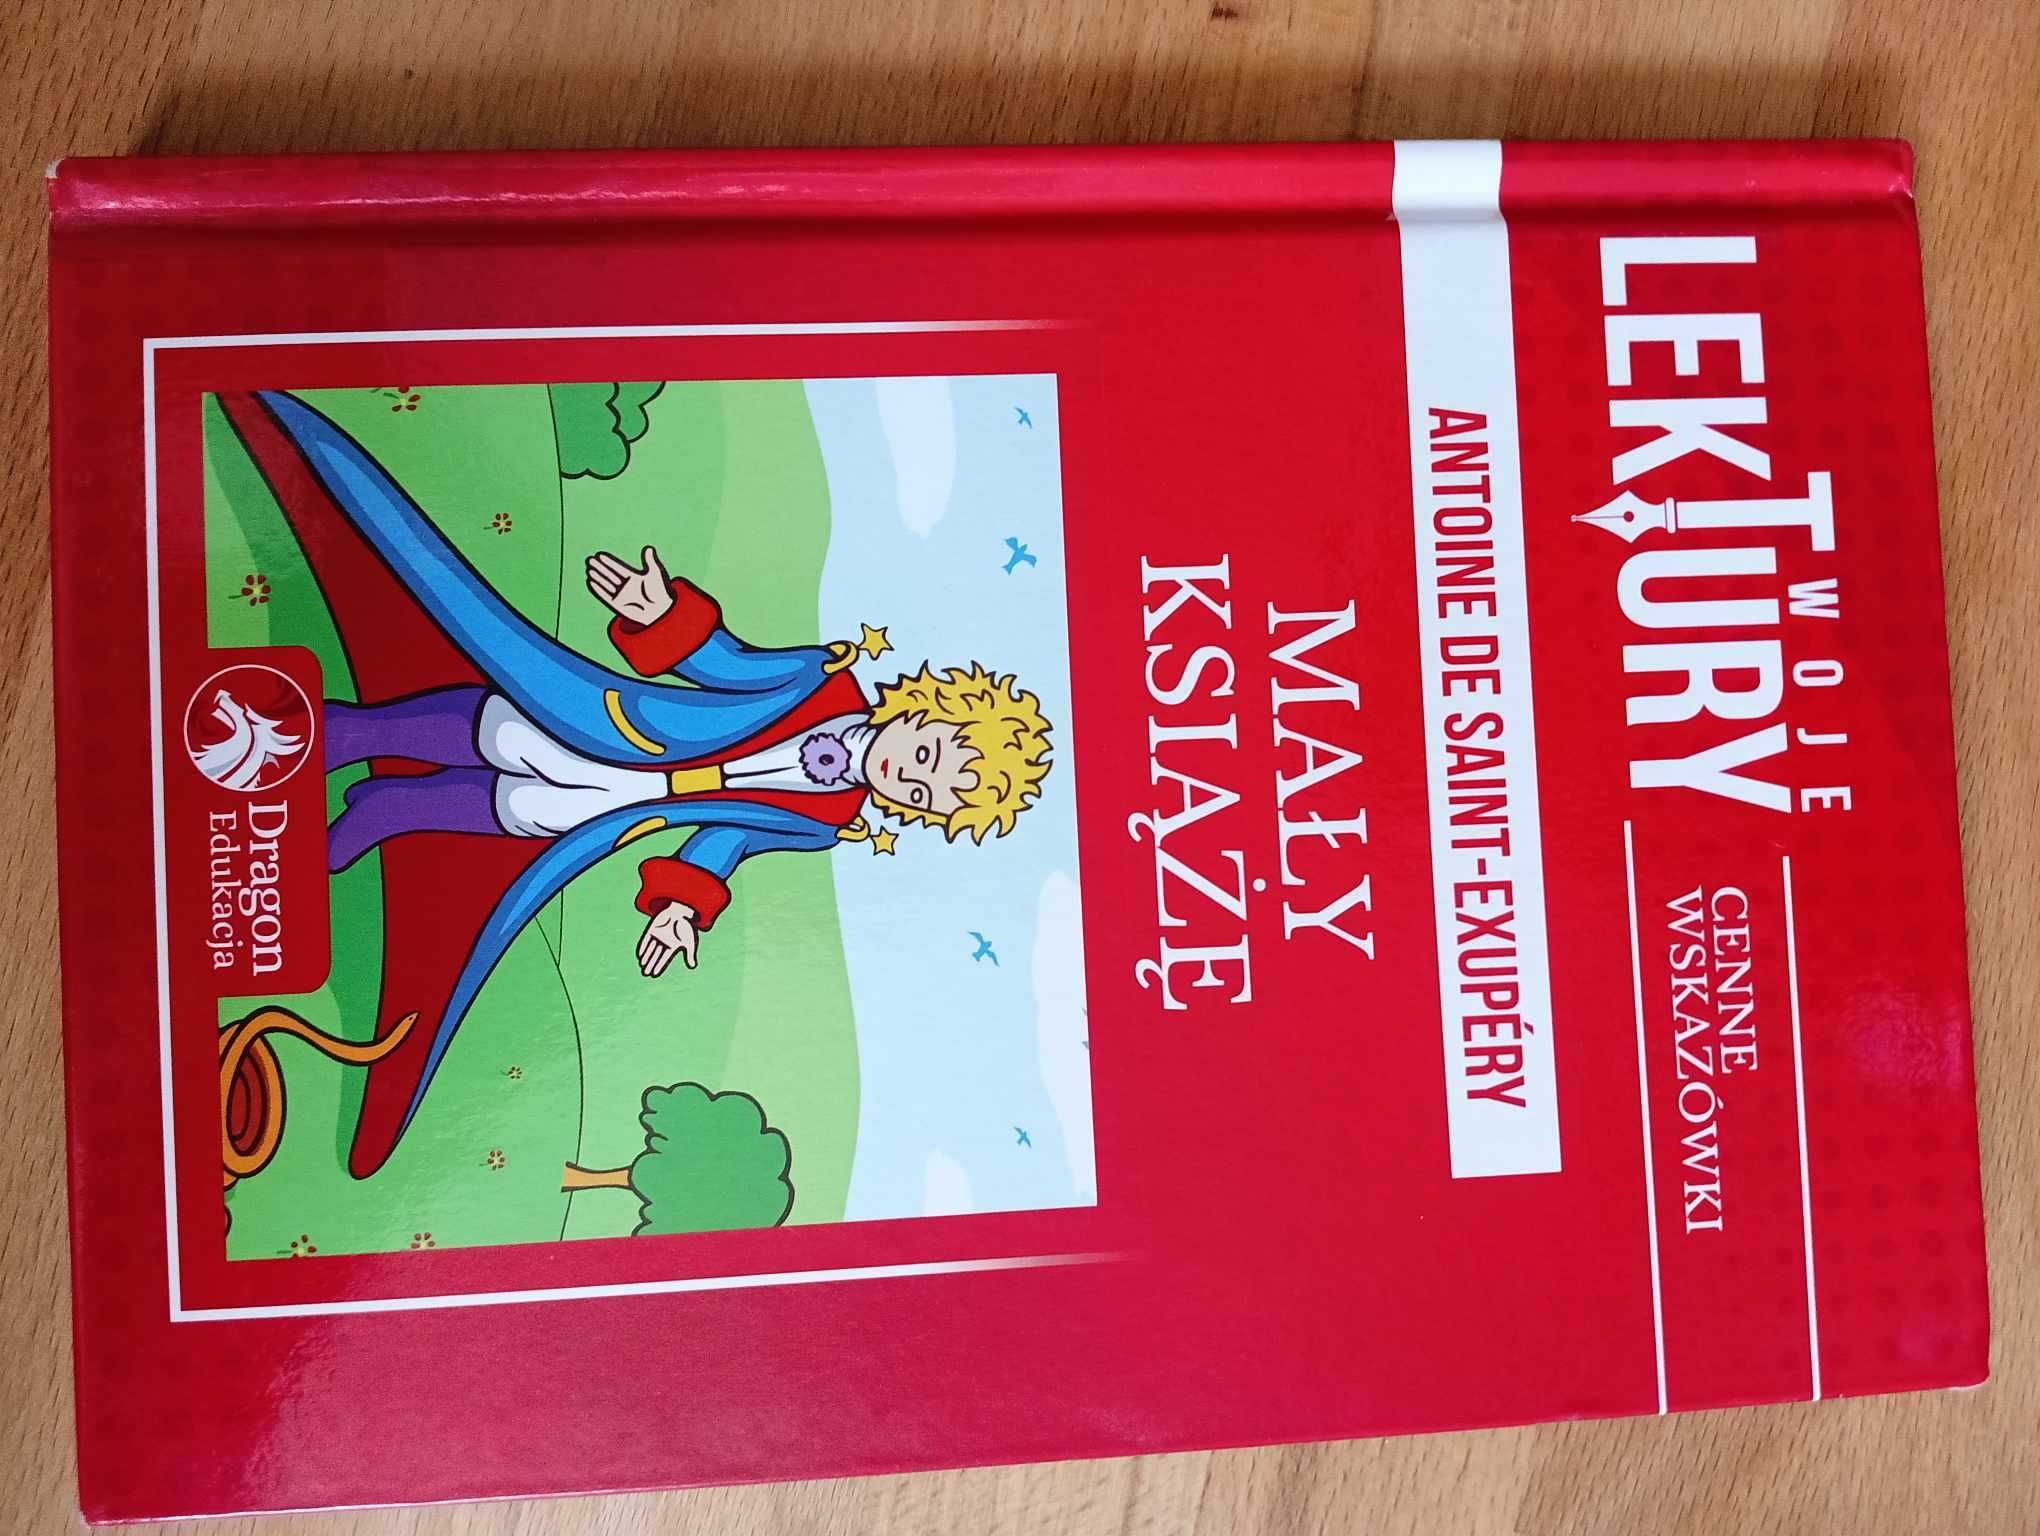 TWOJE
LEKTURY
CENNE
WSKAZÓWKI
ANTOINE DE SAINT-EXUPÉRY
MAŁY
KSIĄŻĘ
Dragon
Edukacja